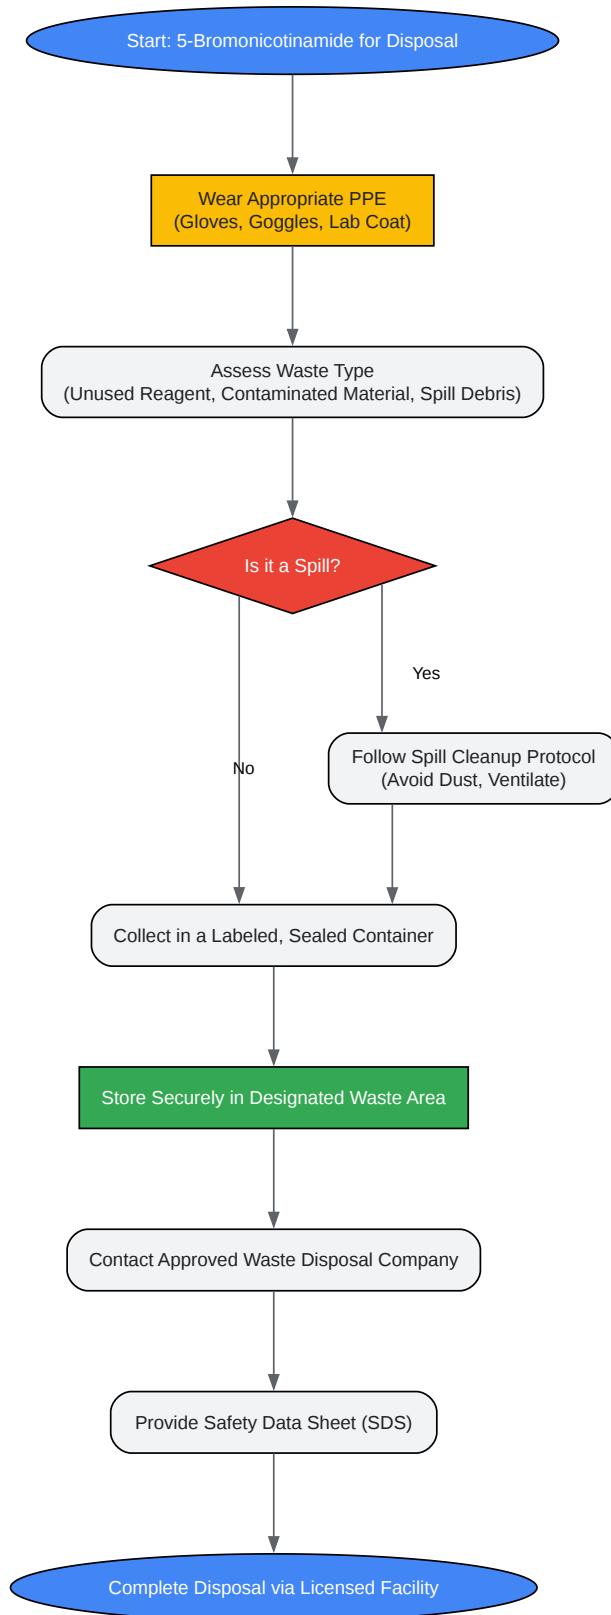 Start: 5-Bromonicotinamide for Disposal
Wear Appropriate PPE
(Gloves, Goggles, Lab Coat)
Assess Waste Type
(Unused Reagent, Contaminated Material, Spill Debris)
Is it a Spill?
Yes
Follow Spill Cleanup Protocol
(Avoid Dust, Ventilate)
No
Collect in a Labeled, Sealed Container
Store Securely in Designated Waste Area
Contact Approved Waste Disposal Company
Provide Safety Data Sheet (SDS)
Complete Disposal via Licensed Facility